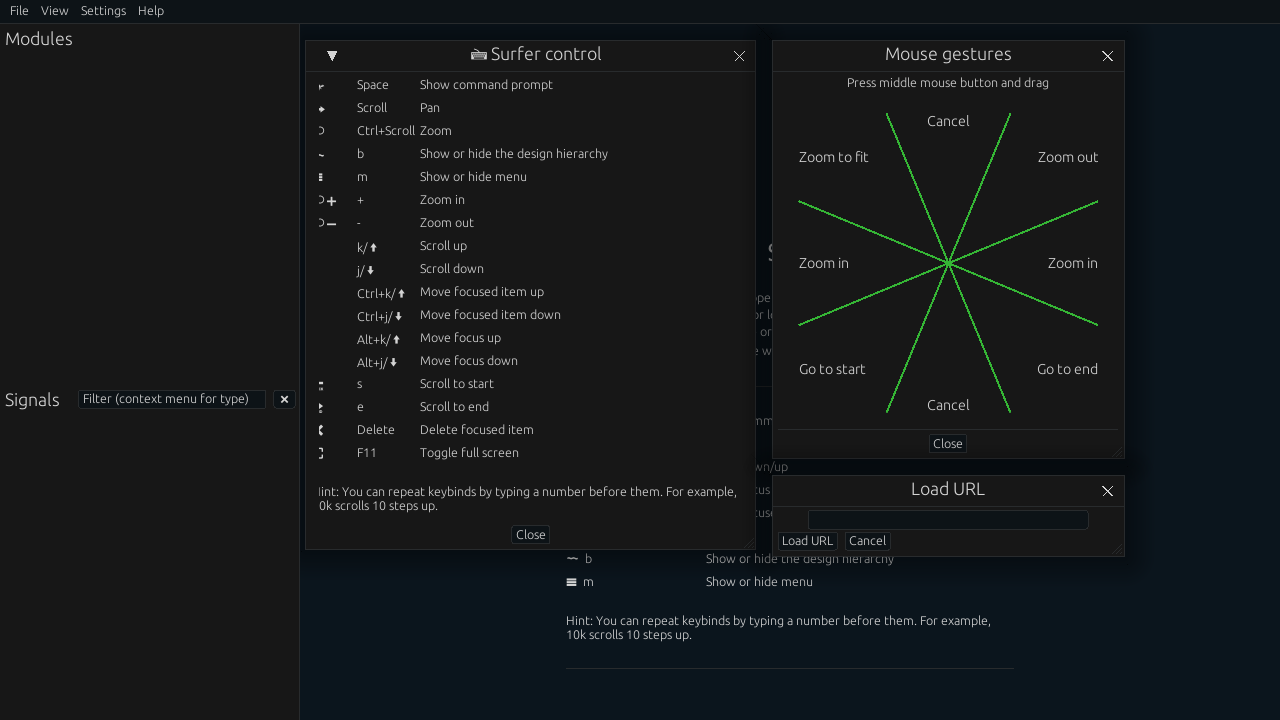 File View Settings Help
Modules
Signals
Filter (context menu for type)
Surfer control
Space Show command prompt
Scroll Pan
Ctrl+Scroll Zoom
b Show or hide the design hierarchy
m Show or hide menu
+ Zoom in
- Zoom out
k/ Scroll up
j/ Scroll down
Ctrl+k/ Move focused item up
Ctrl+j/ Move focused item down
Alt+k/ Move focus up
Alt+j/ Move focus down
s Scroll to start
e Scroll to end
Delete Delete focused item
F11 Toggle full screen
Hint: You can repeat keybinds by typing a number before them. For example,
0k scrolls 10 steps up.
Close
Mouse gestures
Press middle mouse button and drag
Cancel
Zoom to fit
Zoom out
Zoom in
Zoom in
Go to start
Go to end
Cancel
Close
Load URL
Load URL Cancel
b Show or hide the design hierarchy
m Show or hide menu
Hint: You can repeat keybinds by typing a number before them. For example,
10k scrolls 10 steps up.